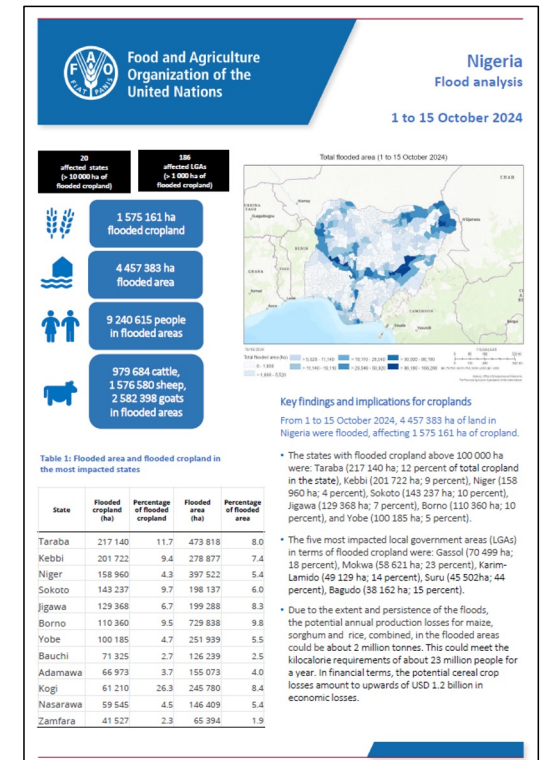 Food and Agriculture
Organization of the
United Nations
Nigeria
Flood analysis
1 to 15 October 2024
20
affected states
(> 10 000 ha of
flooded cropland)
186
affected LGAs
(> 1 000 ha of
flooded cropland)
1 575 161 ha
flooded cropland
4 457 383 ha
flooded area
9 240 615 people
in flooded areas
979 684 cattle,
1 576 580 sheep,
2 582 398 goats
in flooded areas
Total flooded area (1 to 15 October 2024)
CHAD
BENIN
GHANA
CAMEROON
Total flooded area (ha)
Key findings and implications for croplands
From 1 to 15 October 2024, 4 457 383 ha of land in
Nigeria were flooded, affecting 1 575 161 ha of cropland.
• The states with flooded cropland above 100 000 ha
were: Taraba (217 140 ha; 12 percent of total cropland
in the state), Kebbi (201 722 ha; 9 percent), Niger (158
960 ha; 4 percent), Sokoto (143 237 ha; 10 percent),
Jigawa (129 368 ha; 7 percent), Borno (110 360 ha; 10
percent), and Yobe (100 185 ha; 5 percent).
• The five most impacted local government areas (LGAs)
in terms of flooded cropland were: Gassol (70 499 ha;
18 percent), Mokwa (58 621 ha; 23 percent), Karim-
Lamido (49 129 ha; 14 percent), Suru (45 502ha; 44
percent), Bagudo (38 162 ha; 15 percent).
• Due to the extent and persistence of the floods,
the potential annual production losses for maize,
sorghum and rice, combined, in the flooded areas
could be about 2 million tonnes. This could meet the
kilocalorie requirements of about 23 million people for
a year. In financial terms, the potential cereal crop
losses amount to upwards of USD 1.2 billion in
economic losses.
Table 1: Flooded area and flooded cropland in
the most impacted states
State Flooded cropland (ha) Percentage of flooded cropland Flooded area (ha) Percentage of flooded area
Taraba 217 140 11.7 473 818 8.0
Kebbi 201 722 9.4 278 877 7.4
Niger 158 960 4.3 397 522 5.4
Sokoto 143 237 9.7 198 137 6.0
Jigawa 129 368 6.7 199 288 8.3
Borno 110 360 9.5 729 838 9.8
Yobe 100 185 4.7 251 939 5.5
Bauchi 71 325 2.7 126 239 2.5
Adamawa 66 973 3.7 155 073 4.0
Kogi 61 210 26.3 245 780 8.4
Nasarawa 59 545 4.5 146 409 5.4
Zamfara 41 527 2.3 65 394 1.9